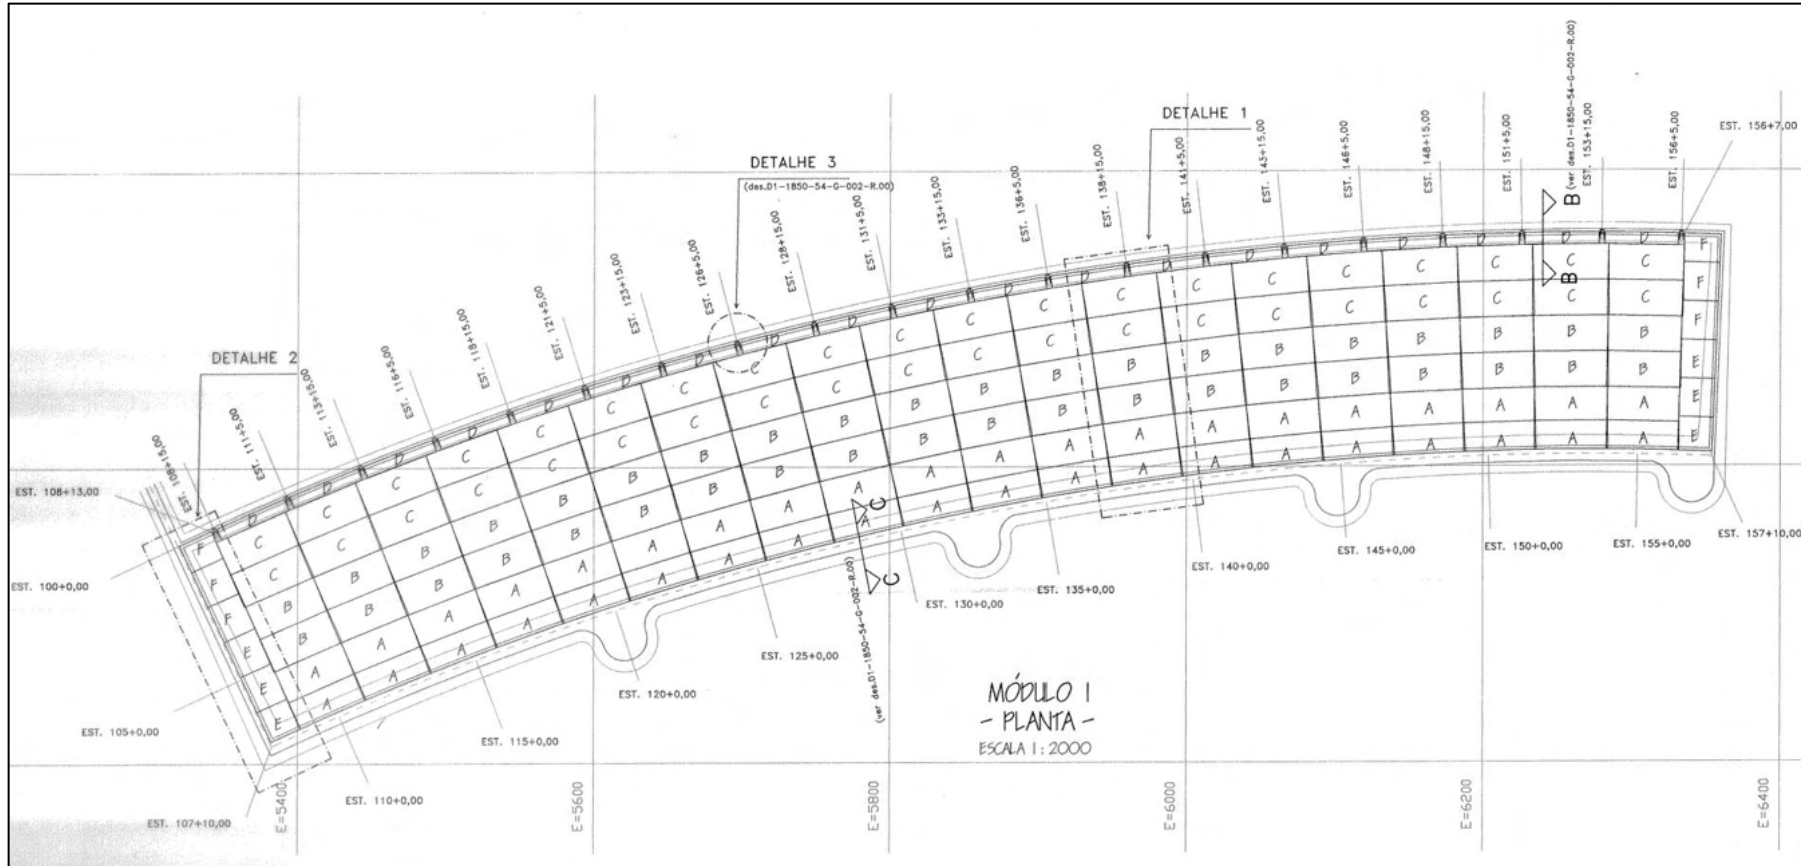 DETALHE 1
DETALHE 3
(des.D1-1850-54-G-002-R.00)
DETALHE 2
EST. 108+13,00
EST. 108+15,00
EST. 111+5,00
EST. 113+15,00
EST. 116+5,00
EST. 118+15,00
EST. 121+5,00
EST. 123+15,00
EST. 126+5,00
EST. 128+15,00
EST. 131+5,00
EST. 133+15,00
EST. 136+5,00
EST. 138+15,00
EST. 141+5,00
EST. 143+15,00
EST. 146+5,00
EST. 148+15,00
EST. 151+5,00
B (ver des.D1-1850-54-G-002-R.00)
B
EST. 153+15,00
EST. 156+5,00
EST. 156+7,00
D D D D D D D D D D D D D D D D D D D
C C C C C C C C C C C C C C C C C C C
C C C C C C C C C C C C C C C C C C C
B B B B B B B B B B B B B B B B B B B
B B B B B B B B B B B B B B B B B B B
A A A A A A A A A A A A A A A A A A A
A A A A A A A A A A A A A A A A A A A
F
F
F
E
E
E
F
F
F
E
E
E
C
C
C
(ver des.D1-1850-54-G-002-R.00)
EST. 100+0,00
EST. 105+0,00
EST. 107+10,00
EST. 110+0,00
EST. 115+0,00
EST. 120+0,00
EST. 125+0,00
EST. 130+0,00
EST. 135+0,00
EST. 140+0,00
EST. 145+0,00
EST. 150+0,00
EST. 155+0,00
EST. 157+10,00
MÓDULO I
- PLANTA -
ESCALA 1:2000
E=5400
E=5600
E=5800
E=6000
E=6200
E=6400